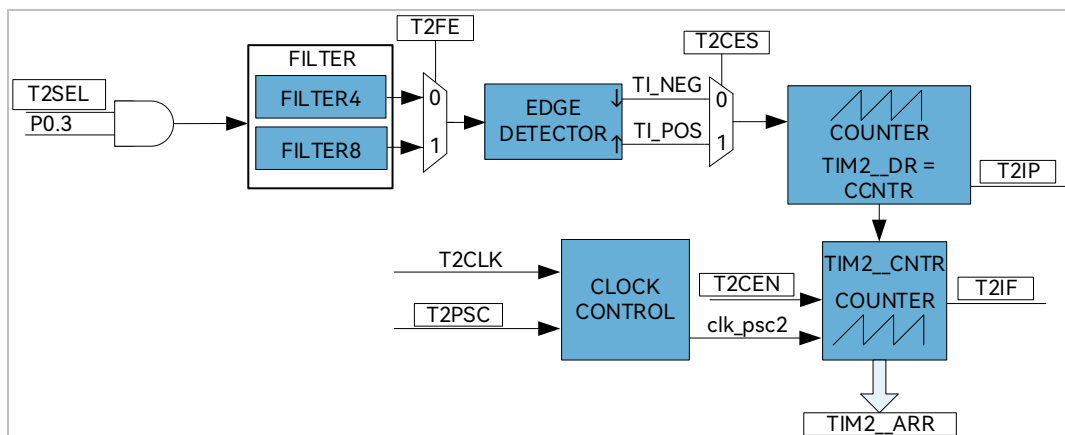 T2FE
T2CES
FILTER
T2SEL
P0.3
FILTER4
FILTER8
0
1
EDGE
DETECTOR
↓
↑
TI_NEG
TI_POS
0
1
COUNTER
TIM2__DR =
CCNTR
T2IP
T2CLK
T2PSC
CLOCK
CONTROL
T2CEN
clk_psc2
TIM2__CNTR
COUNTER
T2IF
TIM2__ARR